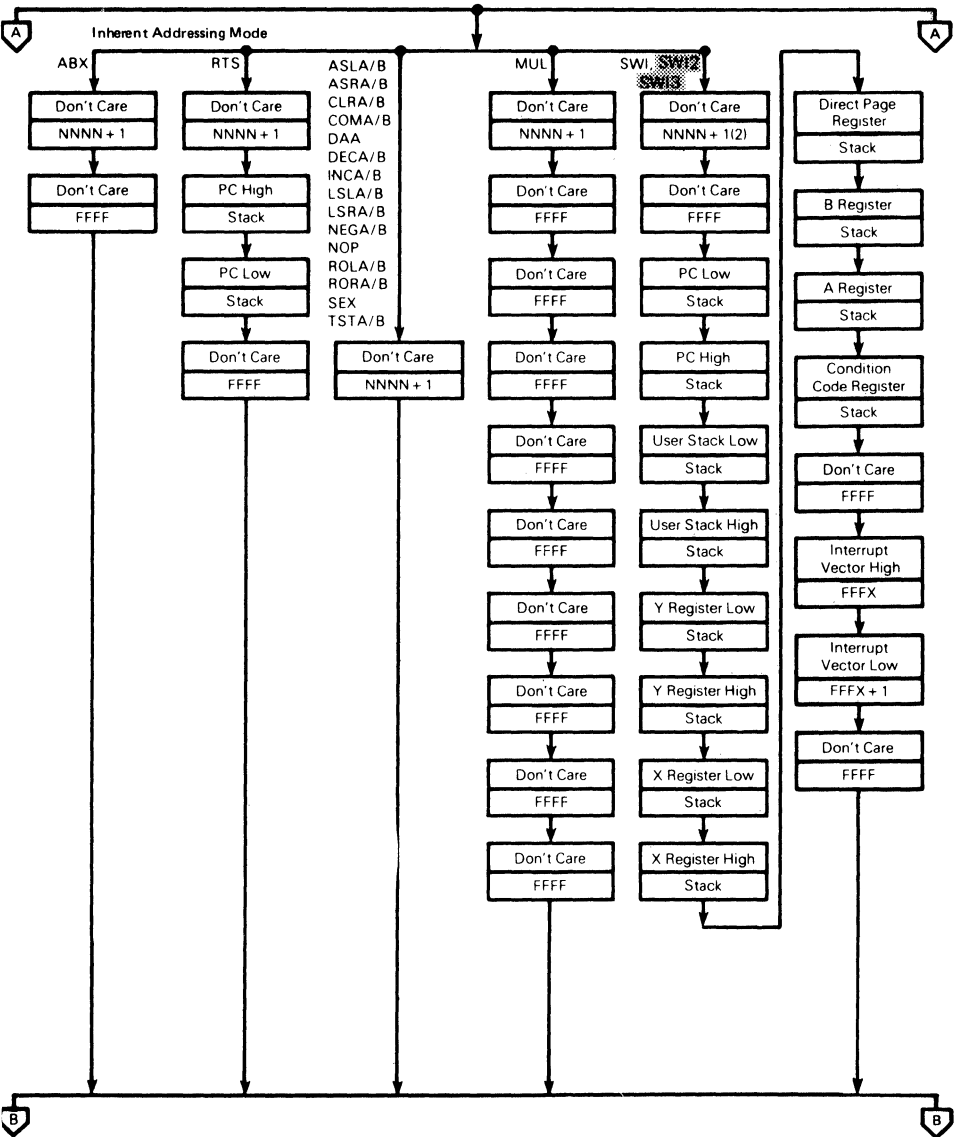 A
A
Inherent Addressing Mode
ABX
Don't Care
NNNN + 1
Don't Care
FFFF
RTS
Don't Care
NNNN + 1
PC High
Stack
PC Low
Stack
Don't Care
FFFF
ASLA/B
ASRA/B
CLRA/B
COMA/B
DAA
DECA/B
INCA/B
LSLA/B
LSRA/B
NEGA/B
NOP
ROLA/B
RORA/B
SEX
TSTA/B
Don't Care
NNNN + 1
MUL
Don't Care
NNNN + 1
Don't Care
FFFF
Don't Care
FFFF
Don't Care
FFFF
Don't Care
FFFF
Don't Care
FFFF
Don't Care
FFFF
Don't Care
FFFF
Don't Care
FFFF
Don't Care
FFFF
SWI, SWI2
SWI3
Don't Care
NNNN + 1(2)
Don't Care
FFFF
PC Low
Stack
PC High
Stack
User Stack Low
Stack
User Stack High
Stack
Y Register Low
Stack
Y Register High
Stack
X Register Low
Stack
X Register High
Stack
Direct Page
Register
Stack
B Register
Stack
A Register
Stack
Condition
Code Register
Stack
Don't Care
FFFF
Interrupt
Vector High
FFFX
Interrupt
Vector Low
FFFX + 1
Don't Care
FFFF
B
B